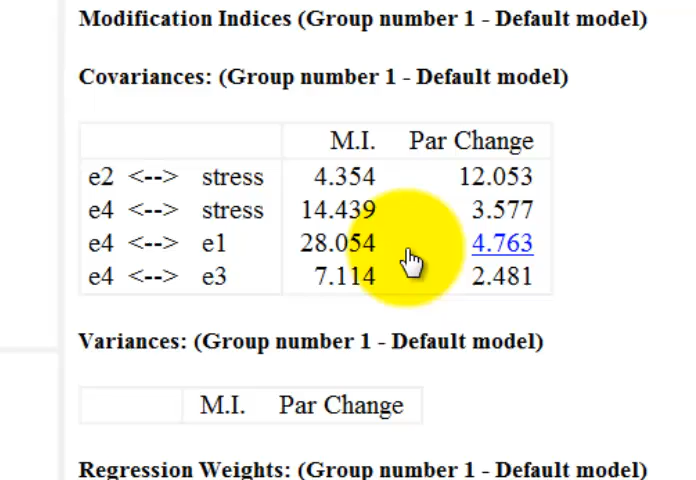 Modification Indices (Group number 1 - Default model)
Covariances: (Group number 1 - Default model)
M.I. Par Change
e2 <--> stress 4.354 12.053
e4 <--> stress 14.439 3.577
e4 <--> e1 28.054 4.763
e4 <--> e3 7.114 2.481
Variances: (Group number 1 - Default model)
M.I. Par Change
Regression Weights: (Group number 1 - Default model)